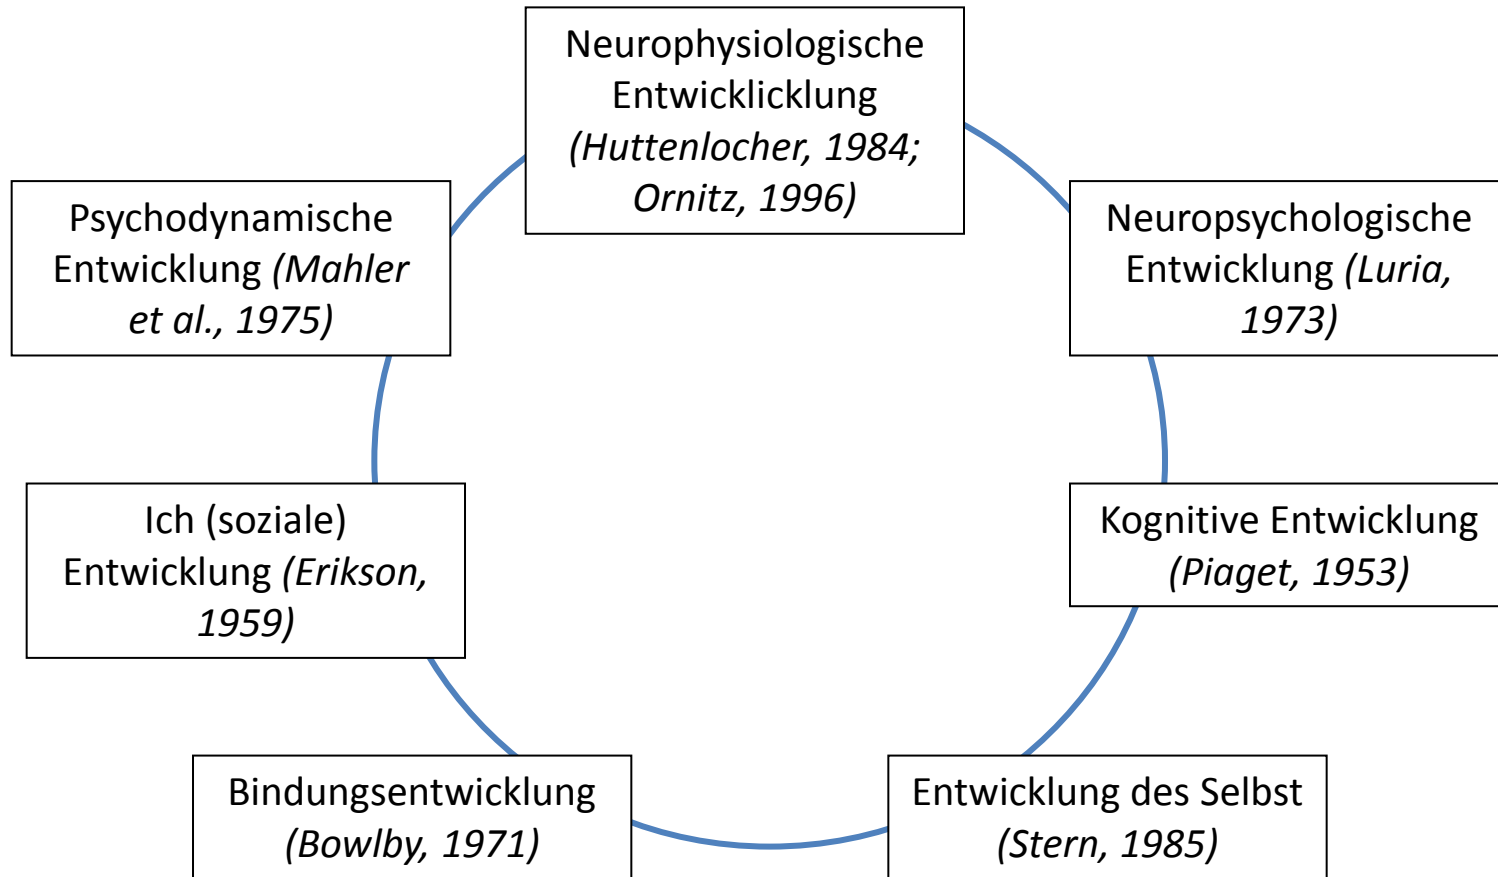 Neurophysiologische
Entwicklicklung
(Huttenlocher, 1984;
Ornitz, 1996)
Neuropsychologische
Entwicklung (Luria,
1973)
Kognitive Entwicklung
(Piaget, 1953)
Entwicklung des Selbst
(Stern, 1985)
Bindungsentwicklung
(Bowlby, 1971)
Ich (soziale)
Entwicklung (Erikson,
1959)
Psychodynamische
Entwicklung (Mahler
et al., 1975)